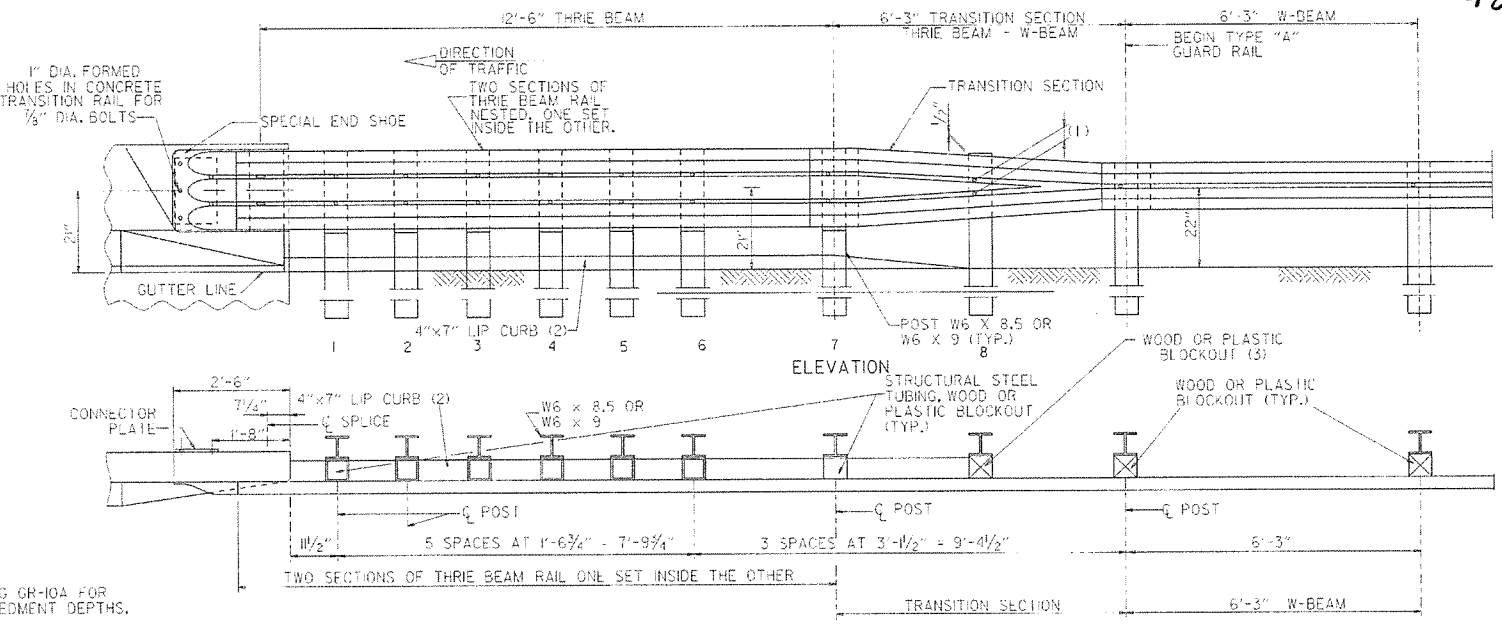 12'-6" THRIE BEAM
6'-3" TRANSITION SECTION
THRIE BEAM - W-BEAM
6'-3" W-BEAM
BEGIN TYPE "A"
GUARD RAIL
DIRECTION
OF TRAFFIC
1" DIA. FORMED
HOLES IN CONCRETE
TRANSITION RAIL FOR
7/8" DIA. BOLTS
SPECIAL END SHOE
TWO SECTIONS OF
THRIE BEAM RAIL
NESTED, ONE SET
INSIDE THE OTHER.
TRANSITION SECTION
1/2"
(1)
21"
21"
22"
GUTTER LINE
4"x7" LIP CURB (2)
POST W6 X 8.5 OR
W6 X 9 (TYP.)
1 2 3 4 5 6 7 8
ELEVATION
WOOD OR PLASTIC
BLOCKOUT (3)
2'-6"
7 1/4"
4"x7" LIP CURB (2)
CONNECTOR
PLATE
1'-8"
℄ SPLICE
W6 x 8.5 OR
W6 x 9
STRUCTURAL STEEL
TUBING, WOOD OR
PLASTIC BLOCKOUT
(TYP.)
WOOD OR PLASTIC
BLOCKOUT (TYP.)
℄ POST
℄ POST
℄ POST
11 1/2"
5 SPACES AT 1'-6 3/4" - 7'-9 3/4"
3 SPACES AT 3'-1 1/2" = 9'-4 1/2"
6'-3"
TWO SECTIONS OF THRIE BEAM RAIL ONE SET INSIDE THE OTHER
G GR-10A FOR
EDMENT DEPTHS.
TRANSITION SECTION
6'-3" W-BEAM